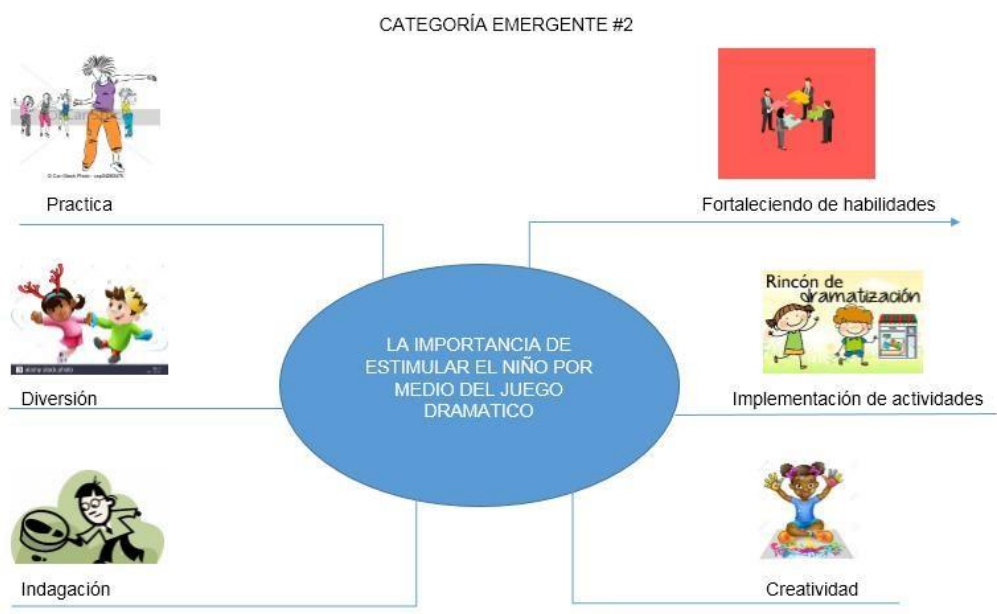 CATEGORÍA EMERGENTE #2
Practica
Fortaleciendo de habilidades
Rincón de
dramatización
LA IMPORTANCIA DE
ESTIMULAR EL NIÑO POR
MEDIO DEL JUEGO
DRAMATICO
Diversión
Implementación de actividades
Indagación
Creatividad